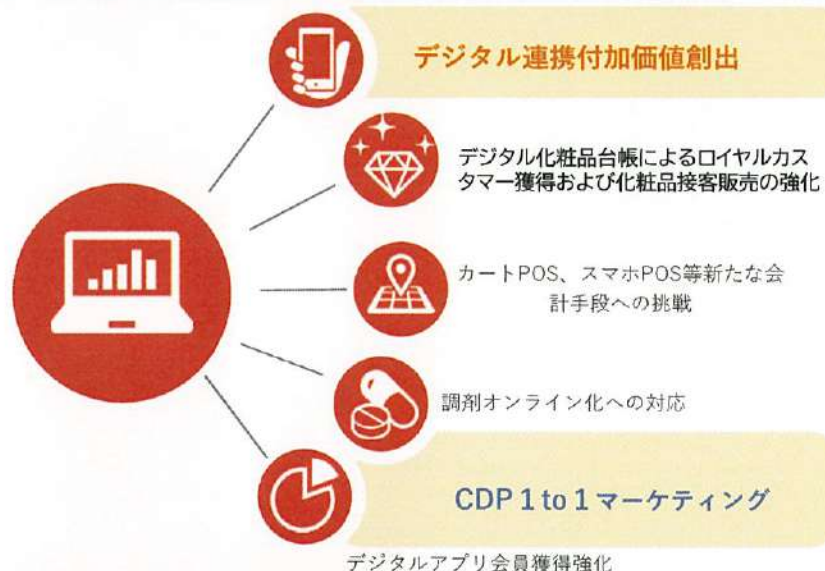 デジタル連携付加価値創出
デジタル化粧品台帳によるロイヤルカス
タマー獲得および化粧品接客販売の強化
カートPOS、スマホPOS等新たな会
計手段への挑戦
調剤オンライン化への対応
CDP 1 to 1 マーケティング
デジタルアプリ会員獲得強化